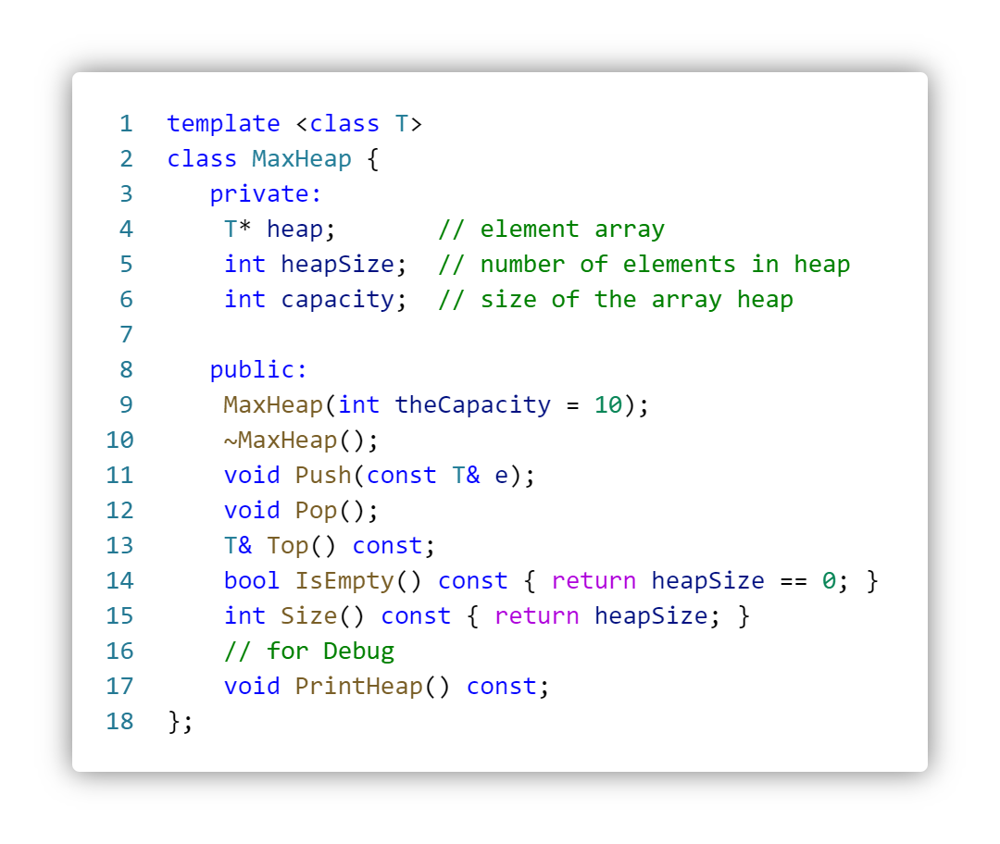 1 template <class T>
2 class MaxHeap {
3    private:
4     T* heap;       // element array
5     int heapSize;  // number of elements in heap
6     int capacity;  // size of the array heap
7
8    public:
9     MaxHeap(int theCapacity = 10);
10     ~MaxHeap();
11     void Push(const T& e);
12     void Pop();
13     T& Top() const;
14     bool IsEmpty() const { return heapSize == 0; }
15     int Size() const { return heapSize; }
16     // for Debug
17     void PrintHeap() const;
18 };